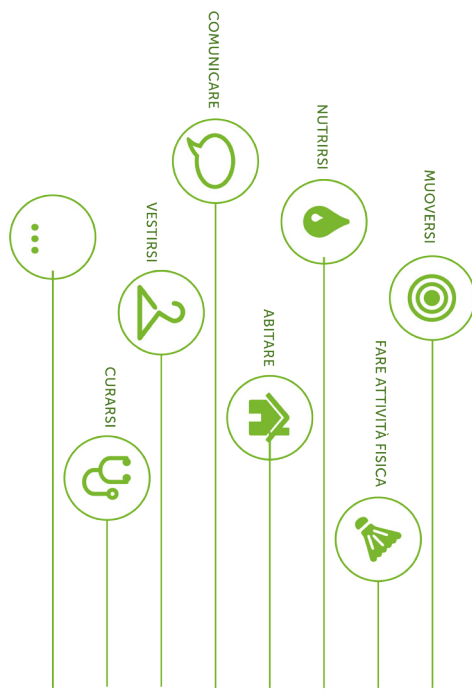 MUOVERSI
FARE ATTIVITÀ FISICA
NUTRIRSI
ABITARE
COMUNICARE
VESTIRSI
CURARSI
...